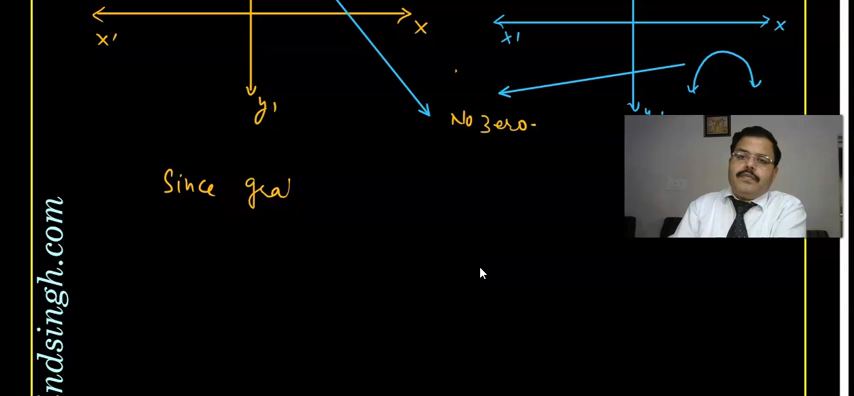 x' x x' x
y'
No Zero-
Since gra
ndsingh.com